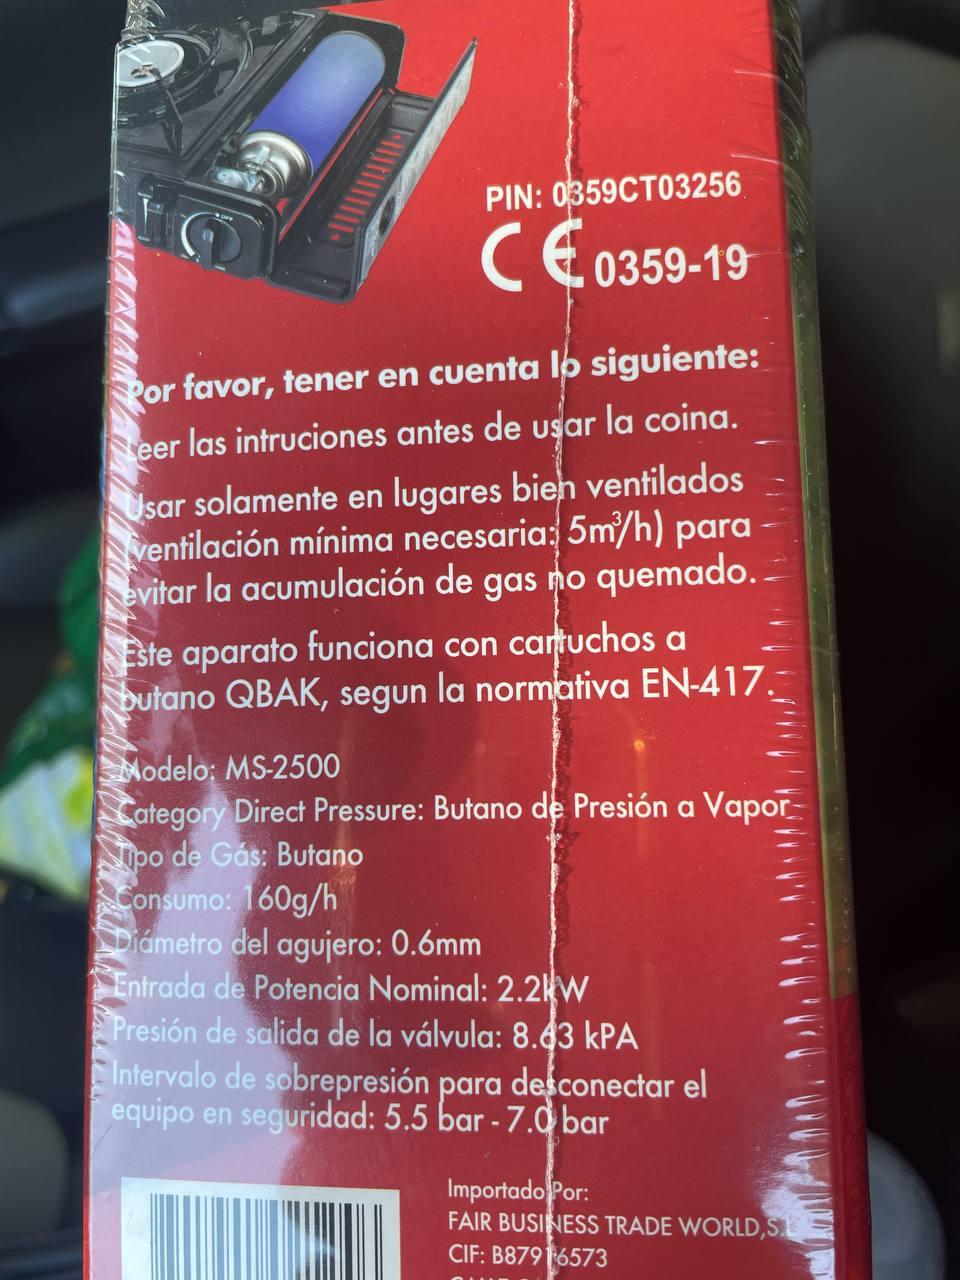 OFF
PIN: 0359CT03256
CE 0359-19
Por favor, tener en cuenta lo siguiente:
Leer las intruciones antes de usar la coina.
Usar solamente en lugares bien ventilados
(ventilación mínima necesaria: 5m³/h) para
evitar la acumulación de gas no quemado.
Este aparato funciona con cartuchos a
butano QBAK, segun la normativa EN-417.
Modelo: MS-2500
Category Direct Pressure: Butano de Presión a Vapor
Tipo de Gás: Butano
Consumo: 160g/h
Diámetro del agujero: 0.6mm
Entrada de Potencia Nominal: 2.2kW
Presión de salida de la válvula: 8.63 kPA
Intervalo de sobrepresión para desconectar el
equipo en seguridad: 5.5 bar - 7.0 bar
Importado Por:
FAIR BUSINESS TRADE WORLD,S.L
CIF: B87916573